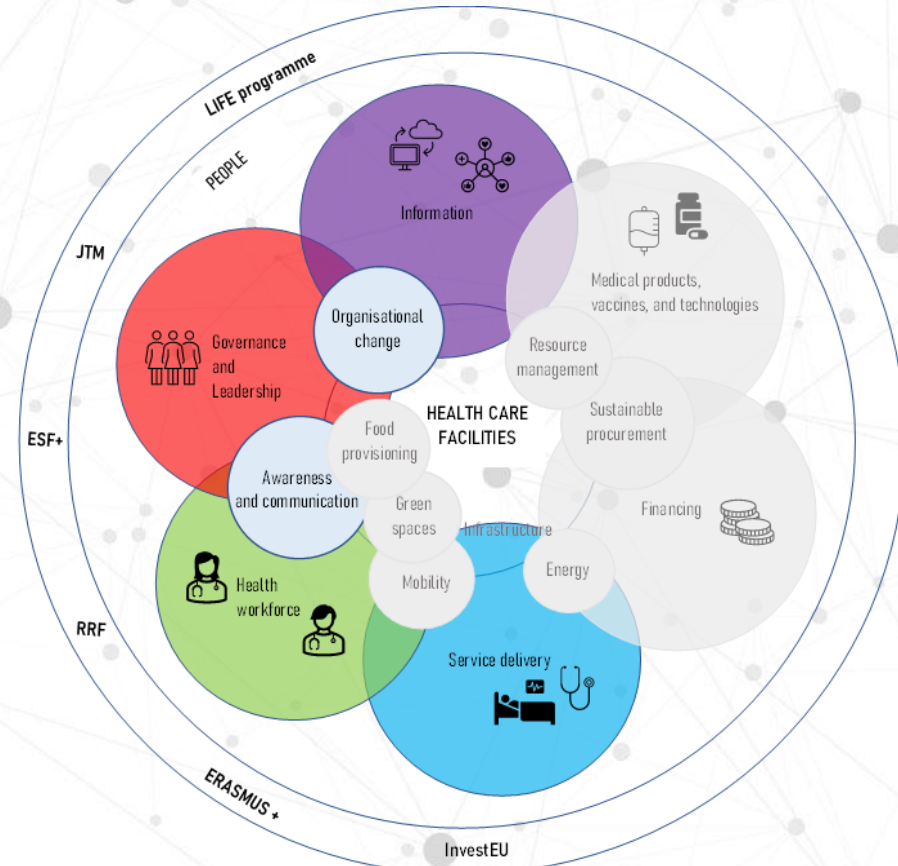 LIFE programme
PEOPLE
JTM
ESF+
RRF
ERASMUS +
InvestEU
Information
Medical products,
vaccines, and technologies
Governance
and
Leadership
Organisational
change
Resource
management
HEALTH CARE
FACILITIES
Sustainable
procurement
Food
provisioning
Awareness
and communication
Green
spaces
Infrastructure
Financing
Energy
Mobility
Health
workforce
Service delivery